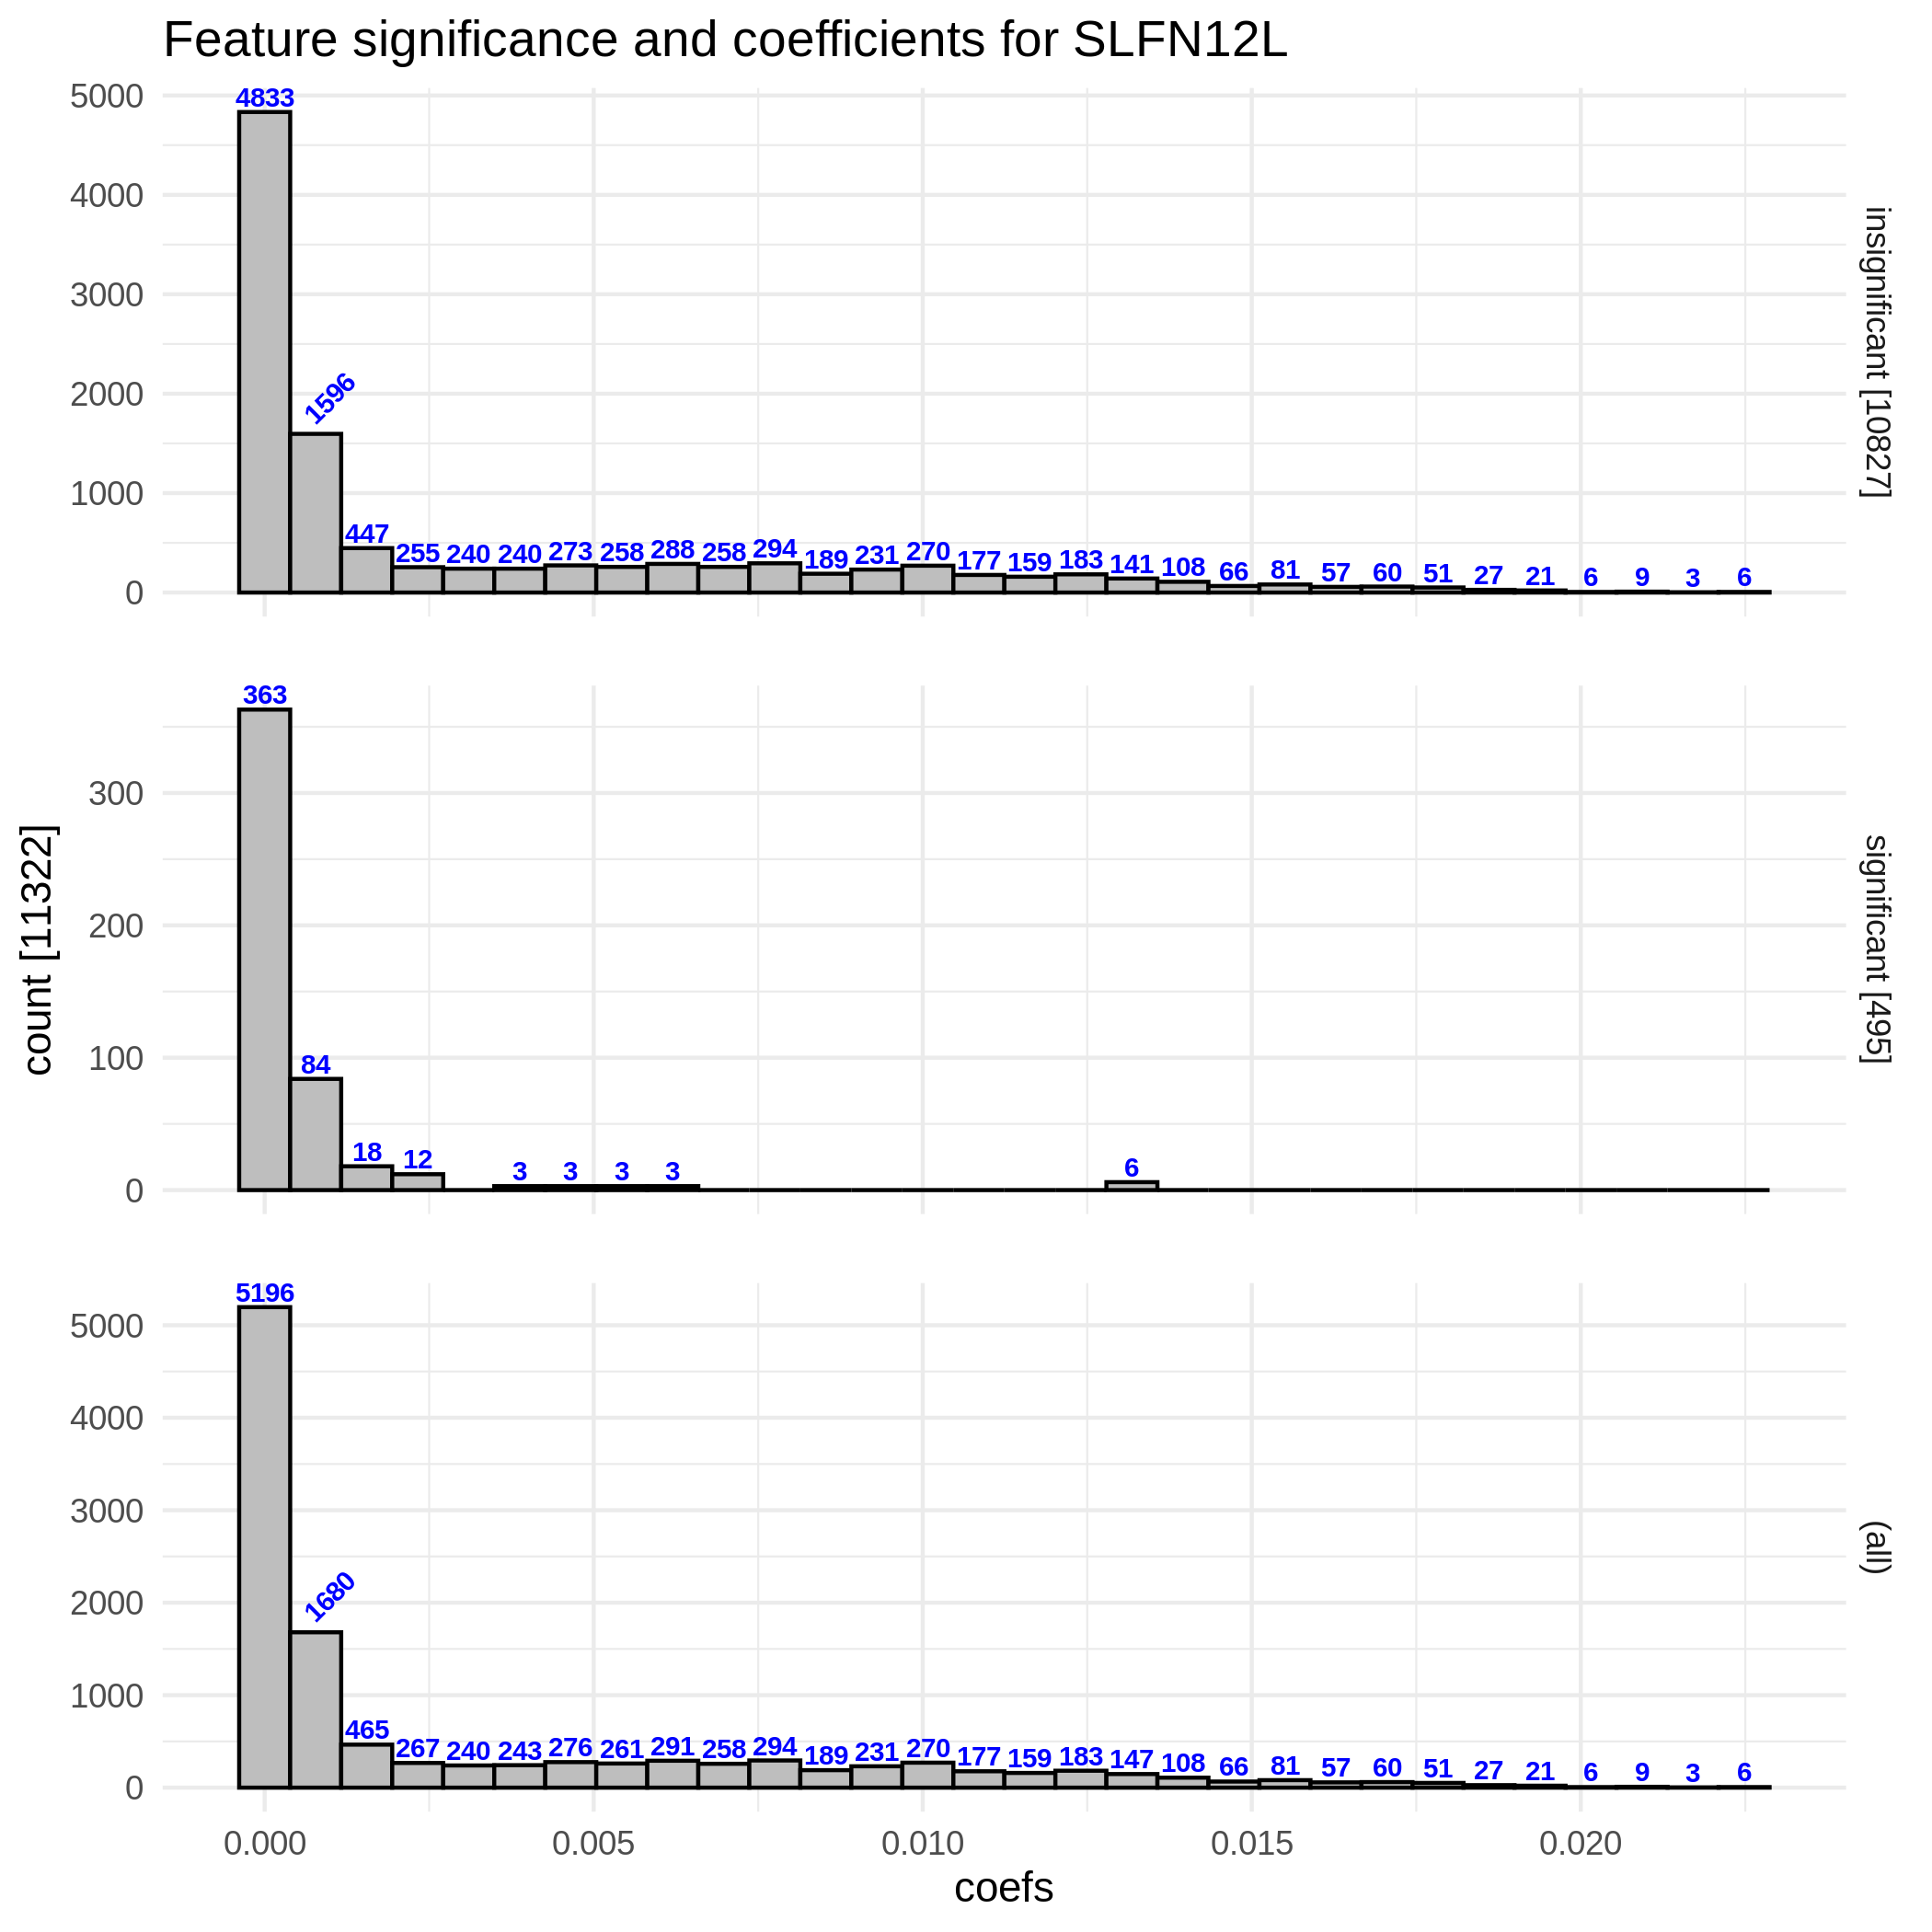 Feature significance and coefficients for SLFN12L
5000
4000
3000
2000
1000
0
4833
1596
447 255 240 240 273 258 288 258 294 189 231 270 177 159 183 141 108 66 81 57 60 51 27 21 6 9 3 6
insignificant [10827]
count [11322]
300
200
100
0
363
84
18 12 3 3 3 3 6
significant [495]
5000
4000
3000
2000
1000
0
5196
1680
465 267 240 243 276 261 291 258 294 189 231 270 177 159 183 147 108 66 81 57 60 51 27 21 6 9 3 6
(all)
0.000 0.005 0.010 0.015 0.020
coefs